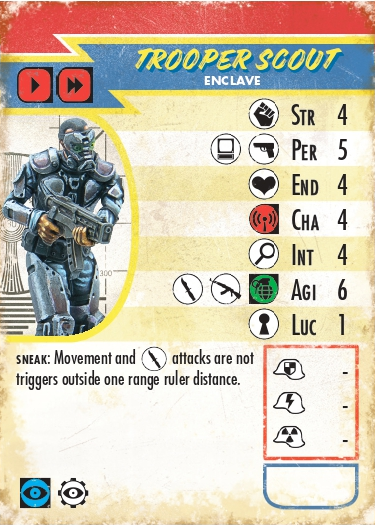 TROOPER SCOUT
ENCLAVE
STR 4
PER 5
END 4
CHA 4
INT 4
AGI 6
LUC 1
300
SNEAK: Movement and attacks are not
triggers outside one range ruler distance.
-
-
-